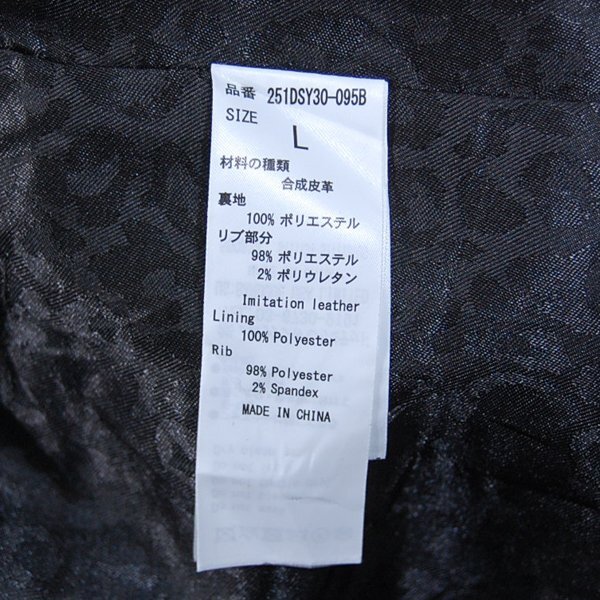 品番 251DSY30-095B
SIZE
L
材料の種類
合成皮革
裏地
100% ポリエステル
リブ部分
98% ポリエステル
2% ポリウレタン
Imitation leather
Lining
100% Polyester
Rib
98% Polyester
2% Spandex
MADE IN CHINA